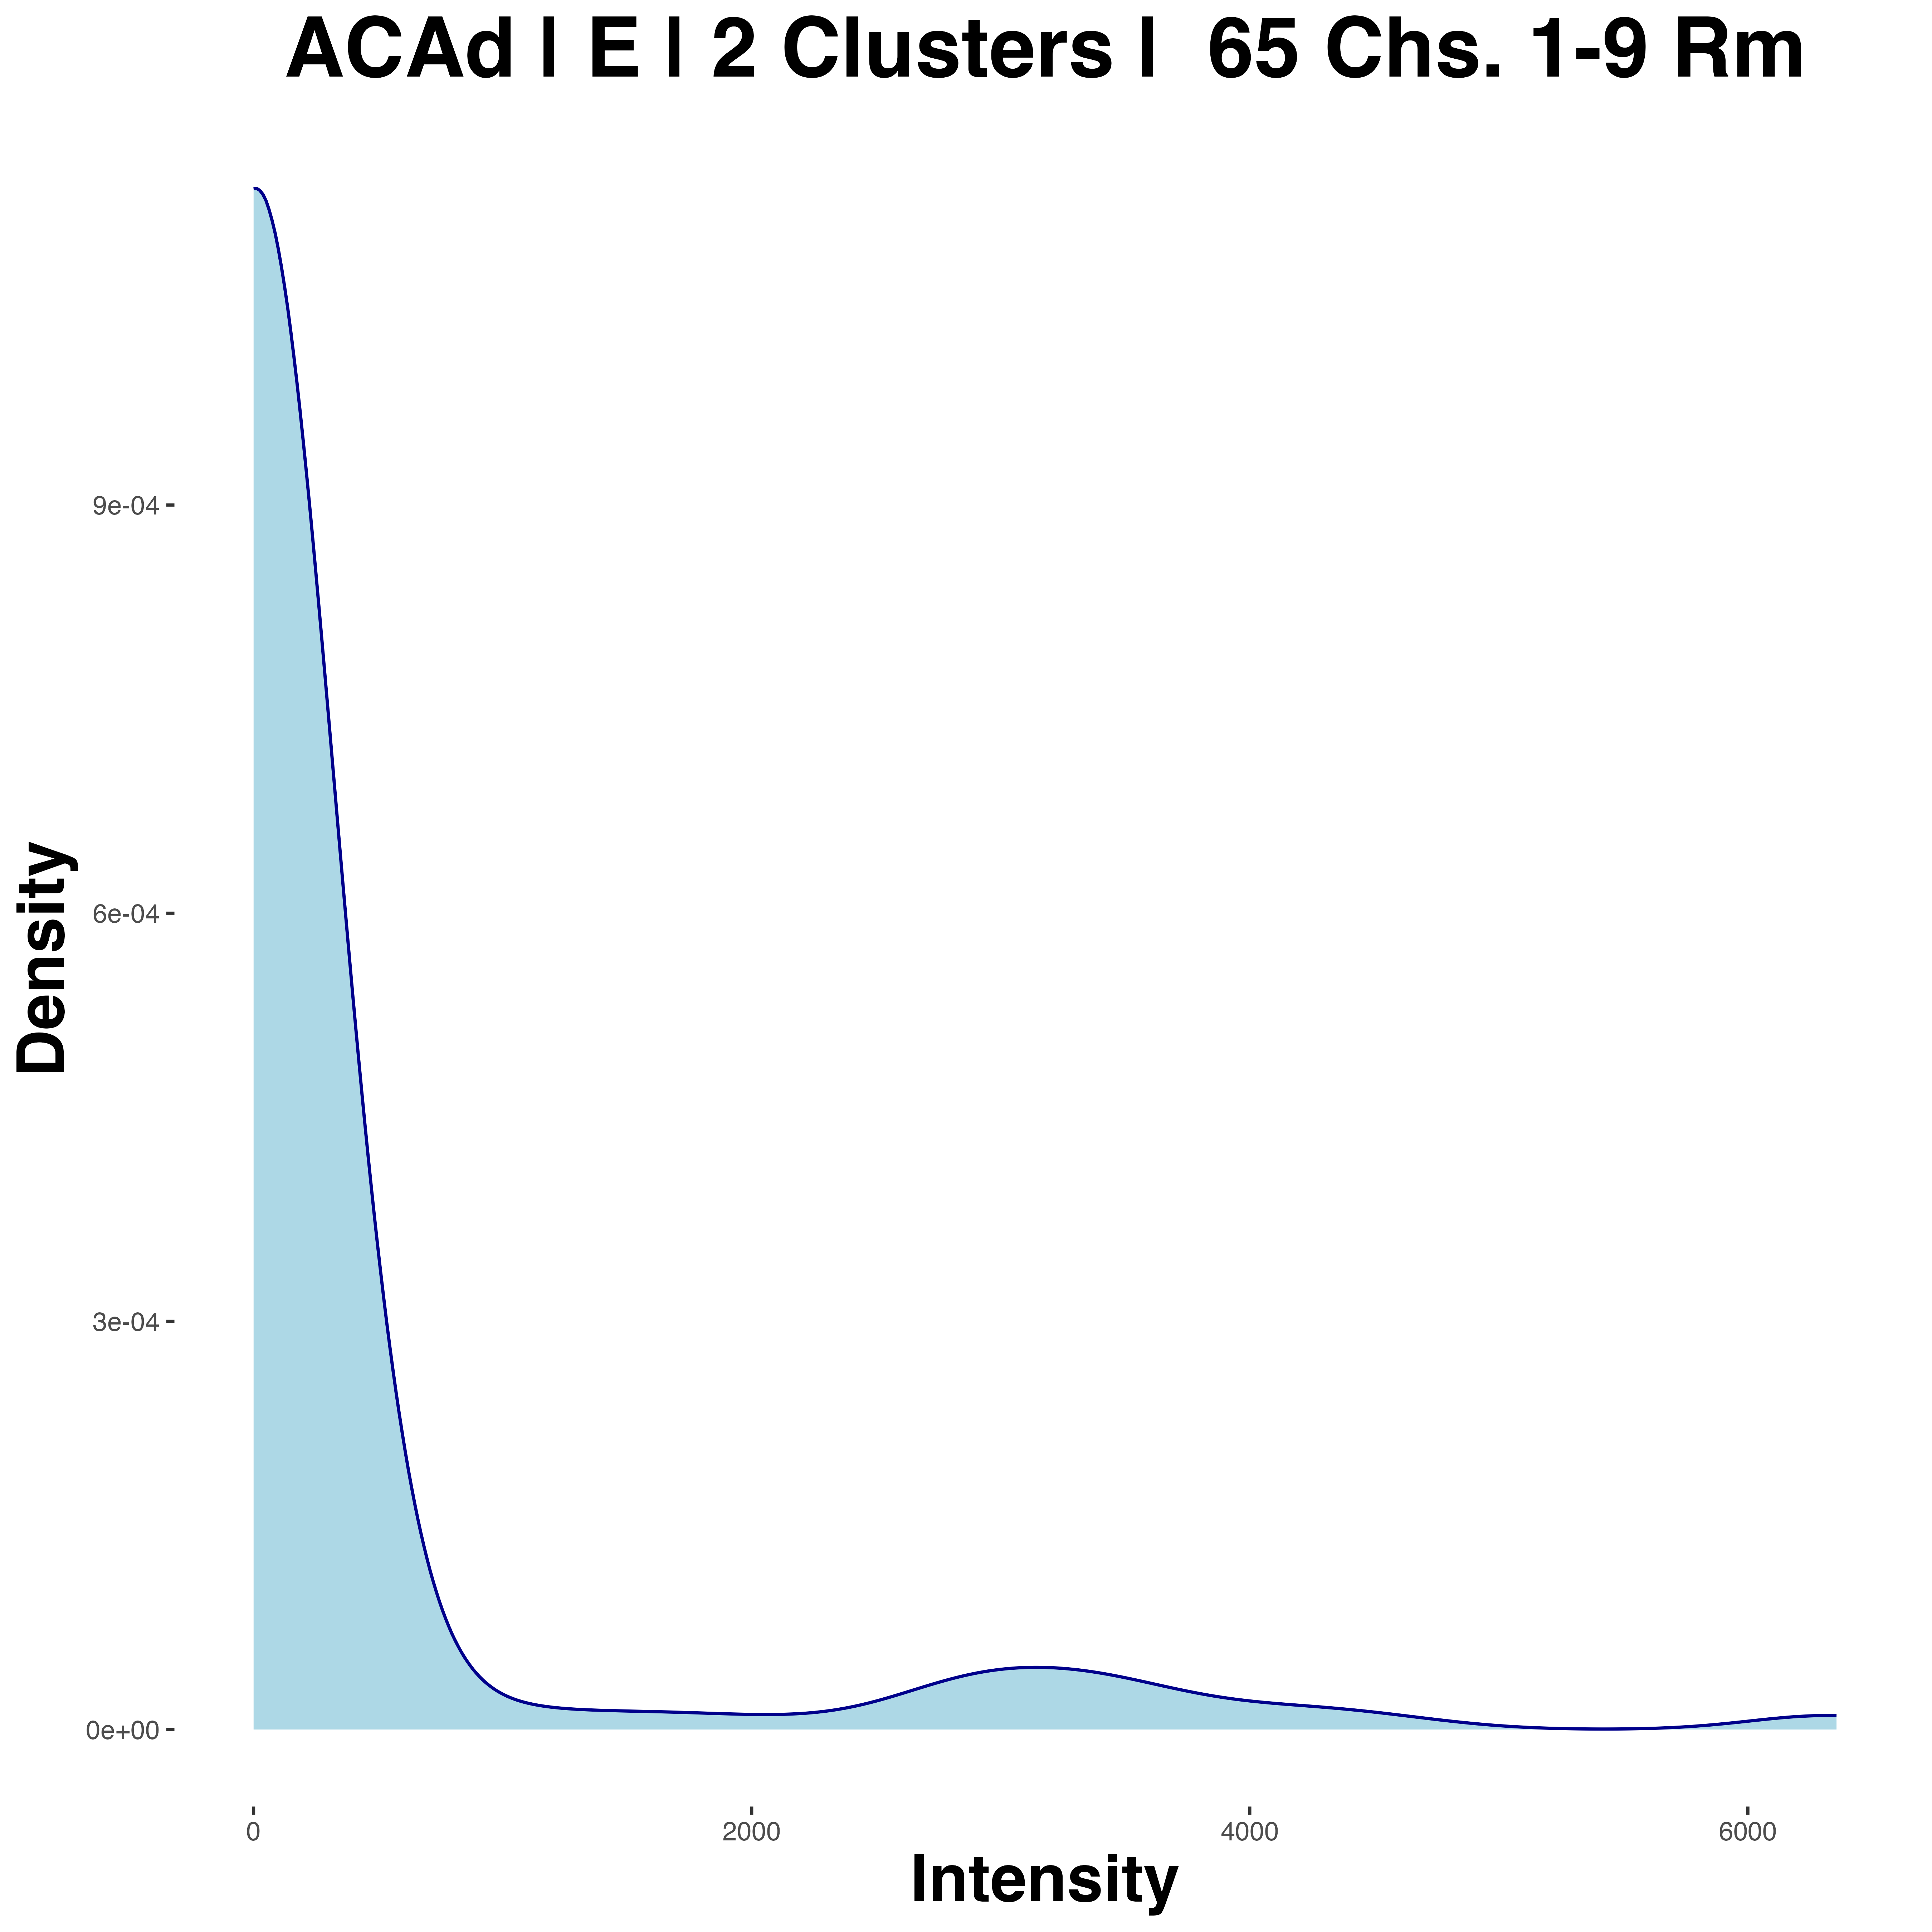 ACAd | E | 2 Clusters |  65 Chs. 1-9 Rm
Density
9e-04
6e-04
3e-04
0e+00
0
2000
4000
6000
Intensity